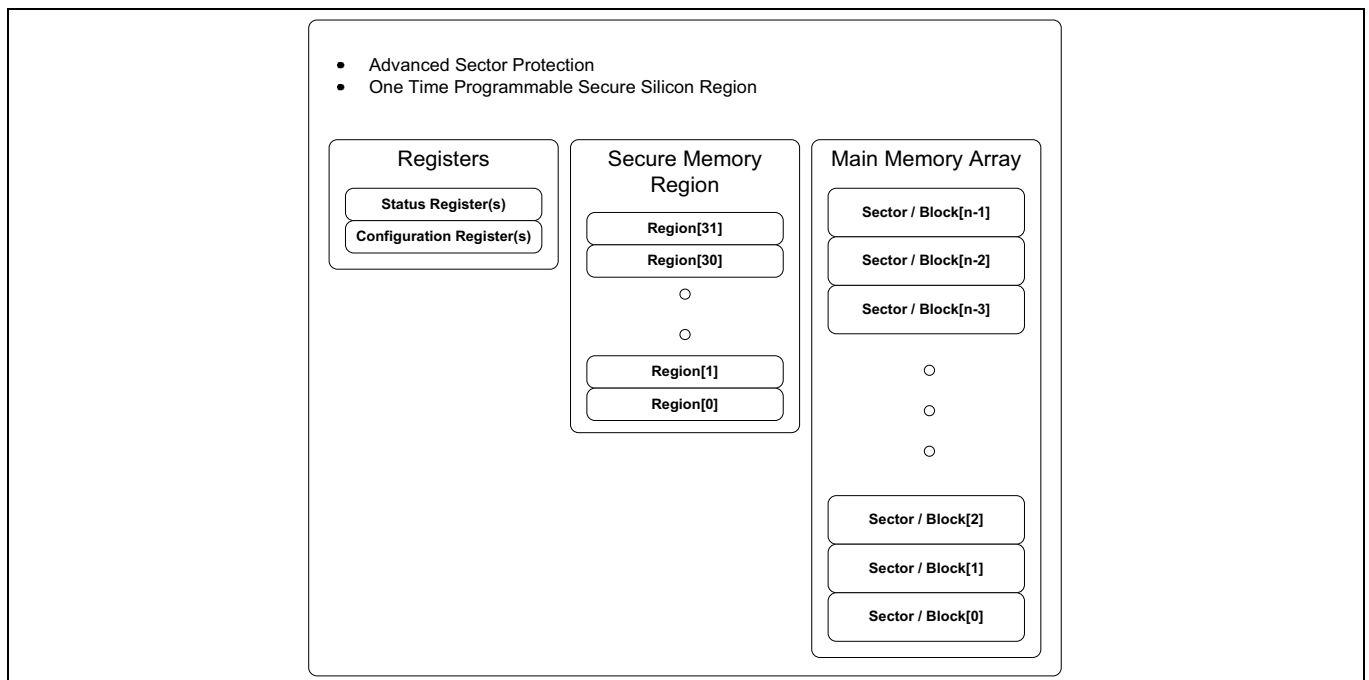 • Advanced Sector Protection
• One Time Programmable Secure Silicon Region
Registers
Status Register(s)
Configuration Register(s)
Secure Memory
Region
Region[31]
Region[30]
Region[1]
Region[0]
Main Memory Array
Sector / Block[n-1]
Sector / Block[n-2]
Sector / Block[n-3]
Sector / Block[2]
Sector / Block[1]
Sector / Block[0]